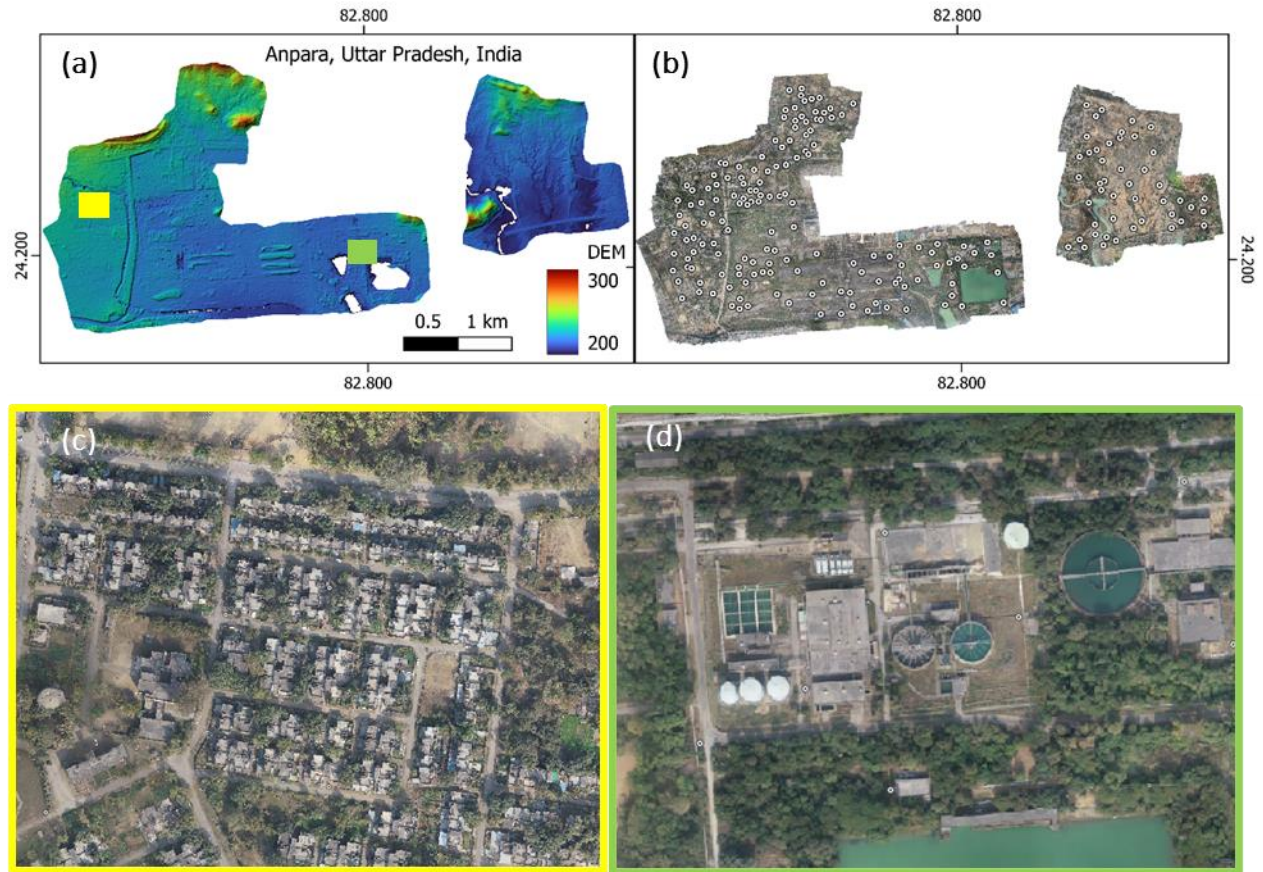 82.800
82.800
(a)
Anpara, Uttar Pradesh, India
(b)
24.200
DEM
300
200
0.5 1 km
24.200
82.800
82.800
(c)
(d)